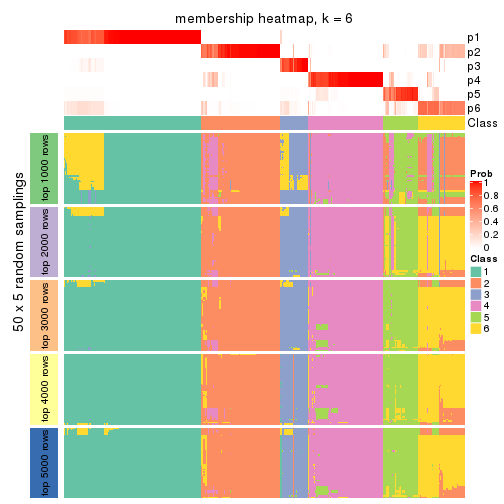 membership heatmap, k = 6
p1
p2
p3
p4
p5
p6
Class
50 x 5 random samplings
top 1000 rows
top 2000 rows
top 3000 rows
top 4000 rows
top 5000 rows
Prob
1
0.8
0.6
0.4
0.2
0
Class
1
2
3
4
5
6